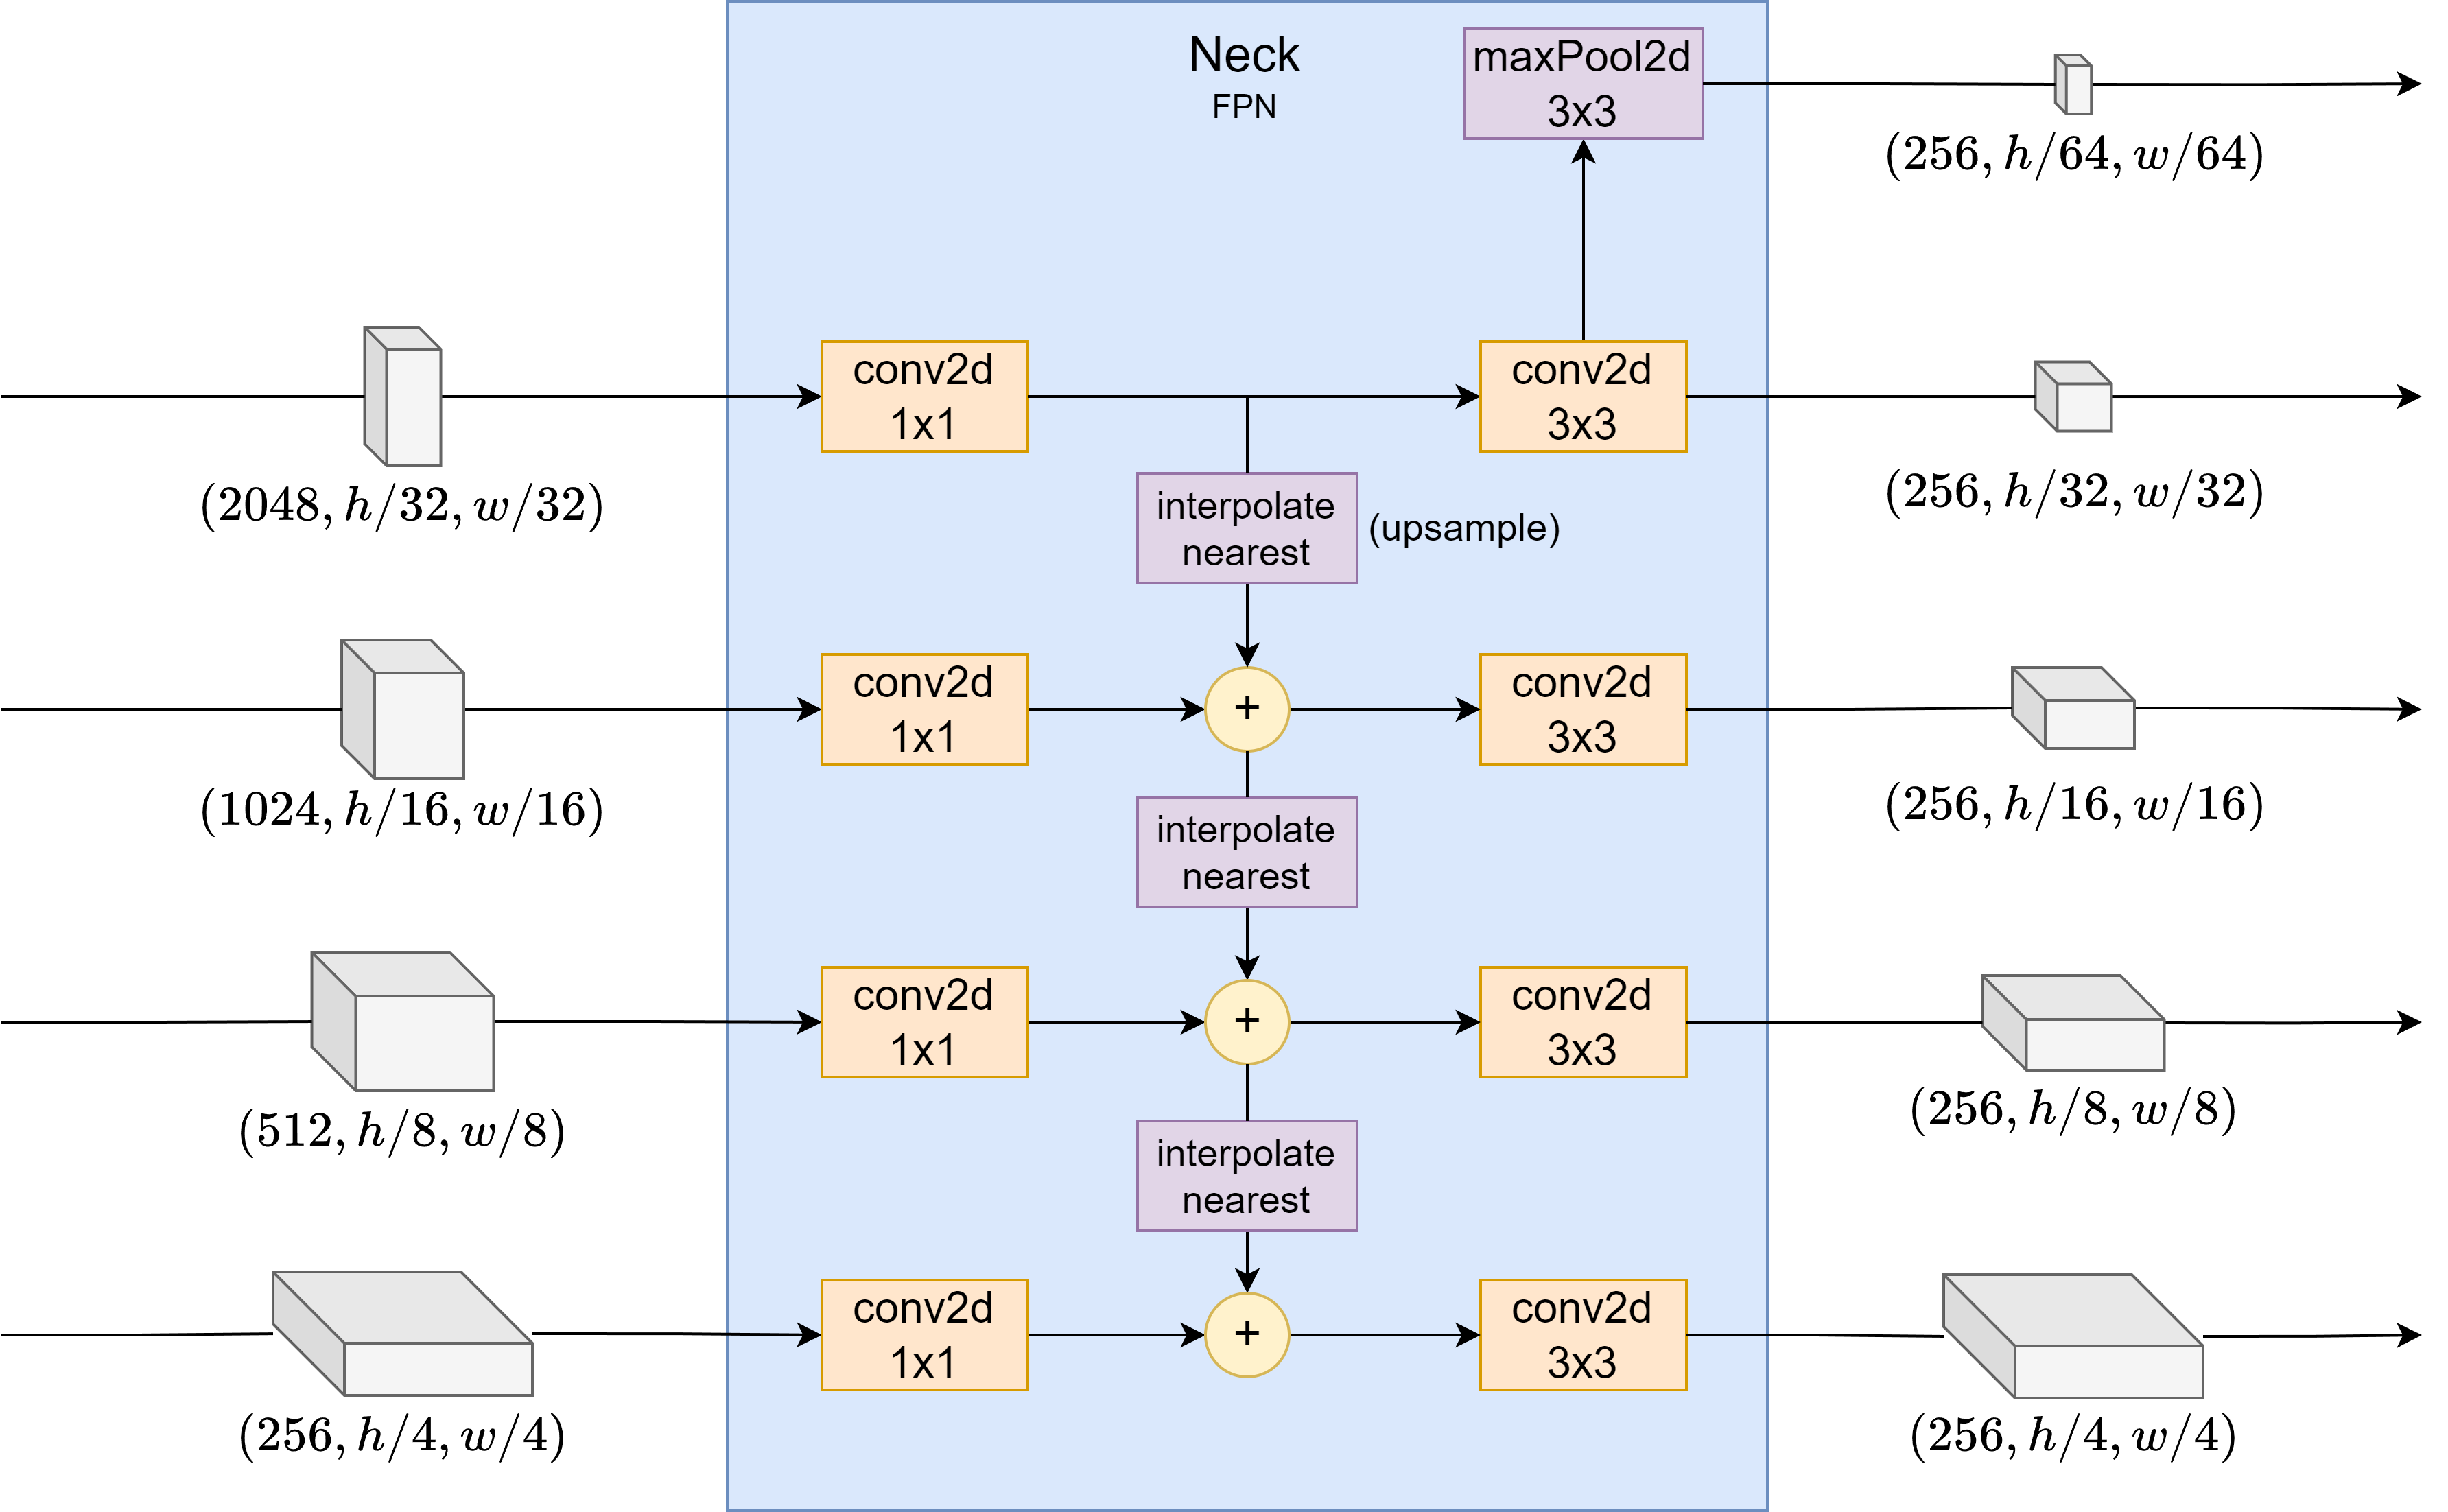 Neck
FPN
maxPool2d
3x3
(256, h/64, w/64)
conv2d
1x1
conv2d
3x3
(2048, h/32, w/32)
(256, h/32, w/32)
interpolate
nearest
(upsample)
conv2d
1x1
+
conv2d
3x3
(1024, h/16, w/16)
(256, h/16, w/16)
interpolate
nearest
conv2d
1x1
+
conv2d
3x3
(512, h/8, w/8)
(256, h/8, w/8)
interpolate
nearest
conv2d
1x1
+
conv2d
3x3
(256, h/4, w/4)
(256, h/4, w/4)